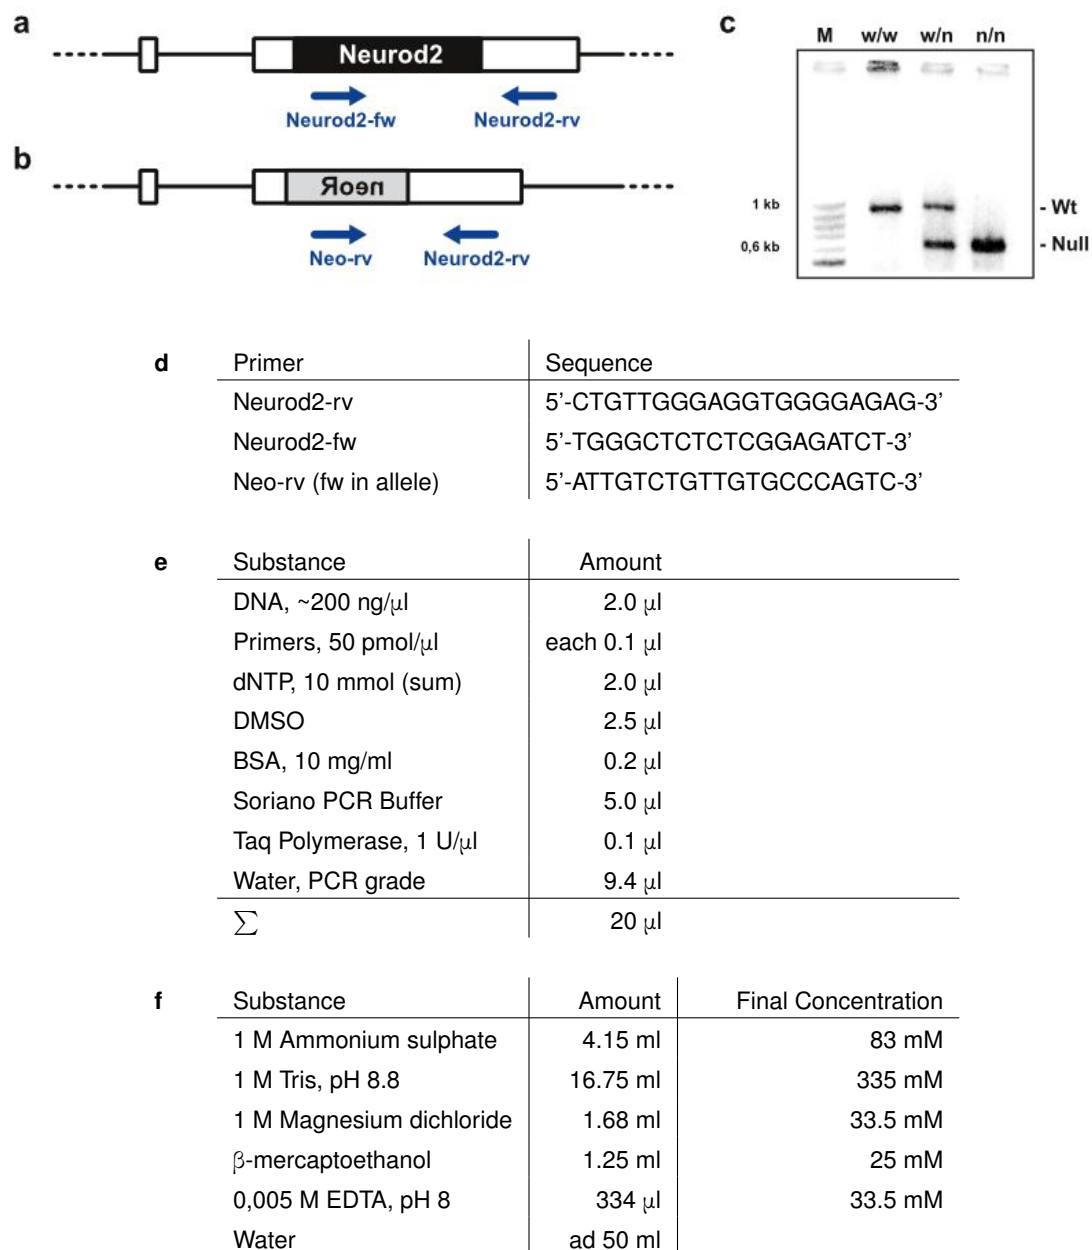 a
Neurod2
Neurod2-fw
Neurod2-rv
b
neoR
Neo-rv
Neurod2-rv
c
M w/w w/n n/n
1 kb
- Wt
0,6 kb
- Null
d
Primer Sequence
Neurod2-rv 5'-CTGTTGGGAGGTGGGGAGAG-3'
Neurod2-fw 5'-TGGGCTCTCTCGGAGATCT-3'
Neo-rv (fw in allele) 5'-ATTGTCTGTTGTGCCCAGTC-3'
e
Substance Amount
DNA, ~200 ng/µl 2.0 µl
Primers, 50 pmol/µl each 0.1 µl
dNTP, 10 mmol (sum) 2.0 µl
DMSO 2.5 µl
BSA, 10 mg/ml 0.2 µl
Soriano PCR Buffer 5.0 µl
Taq Polymerase, 1 U/µl 0.1 µl
Water, PCR grade 9.4 µl
∑ 20 µl
f
Substance Amount Final Concentration
1 M Ammonium sulphate 4.15 ml 83 mM
1 M Tris, pH 8.8 16.75 ml 335 mM
1 M Magnesium dichloride 1.68 ml 33.5 mM
β-mercaptoethanol 1.25 ml 25 mM
0,005 M EDTA, pH 8 334 µl 33.5 mM
Water ad 50 ml